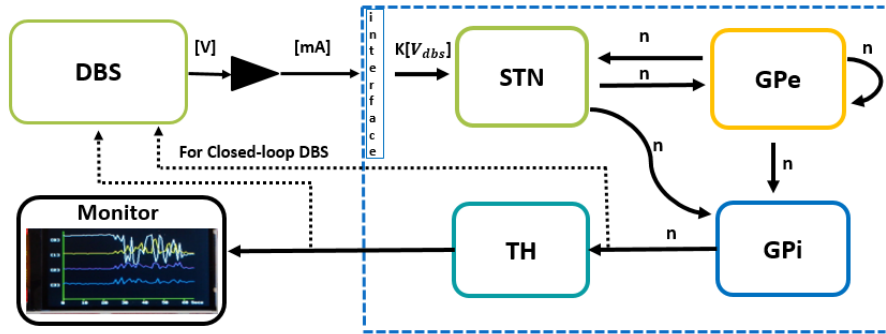 DBS
[V]
[mA]
interface
K[V_dbs]
STN
n
n
GPe
n
For Closed-loop DBS
n
n
Monitor
TH
n
GPi